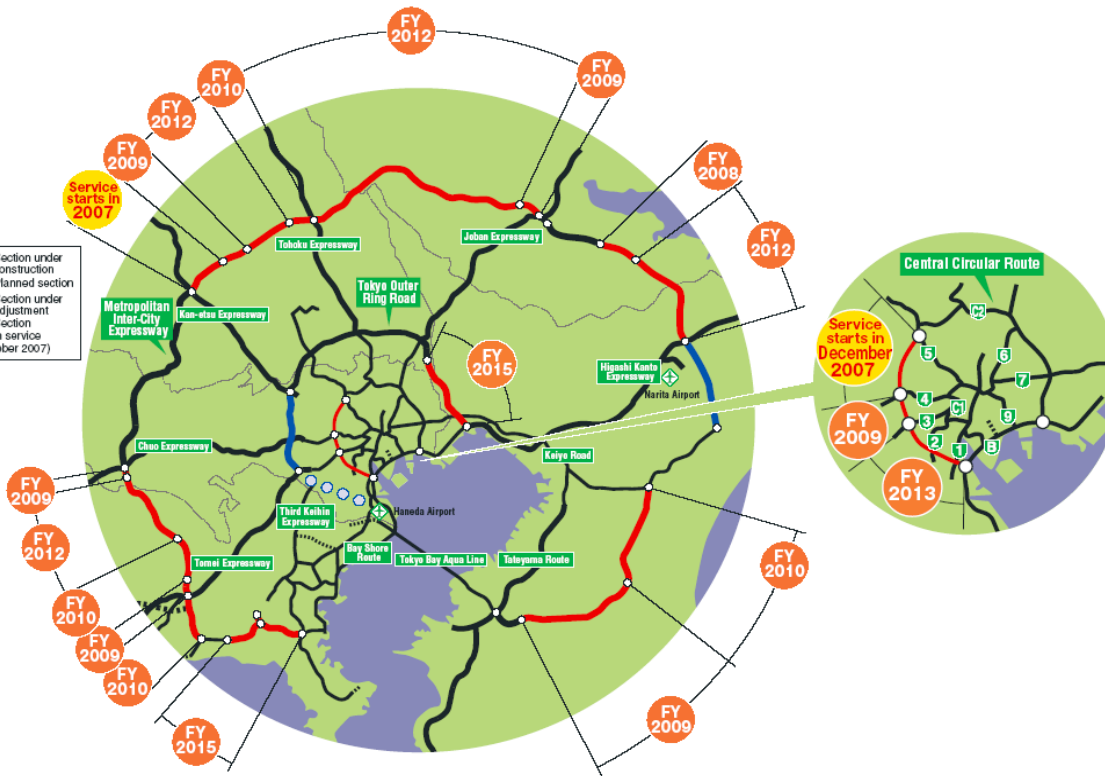 FY
2012
FY
2010
FY
2009
FY
2012
FY
2009
FY
2008
Service
starts in
2007
FY
2012
Tohoku Expressway
Joban Expressway
Central Circular Route
Tokyo Outer
Ring Road
Metropolitan
Inter-City
Expressway
Kan-etsu Expressway
Planned section
ection under
djustment
ection
n service
ober 2007)
ection under
onstruction
C2
Service
starts in
December
2007
5
6
7
FY
2015
Higashi Kanto
Expressway
Narita Airport
4
C1
9
3
2
1
B
FY
2009
FY
2013
Chuo Expressway
Keiyo Road
FY
2009
Third Keihin
Expressway
Haneda Airport
FY
2012
Bay Shore
Route
Tokyo Bay Aqua Line
Tateyama Route
Tomei Expressway
FY
2010
FY
2010
FY
2009
FY
2010
FY
2015
FY
2009